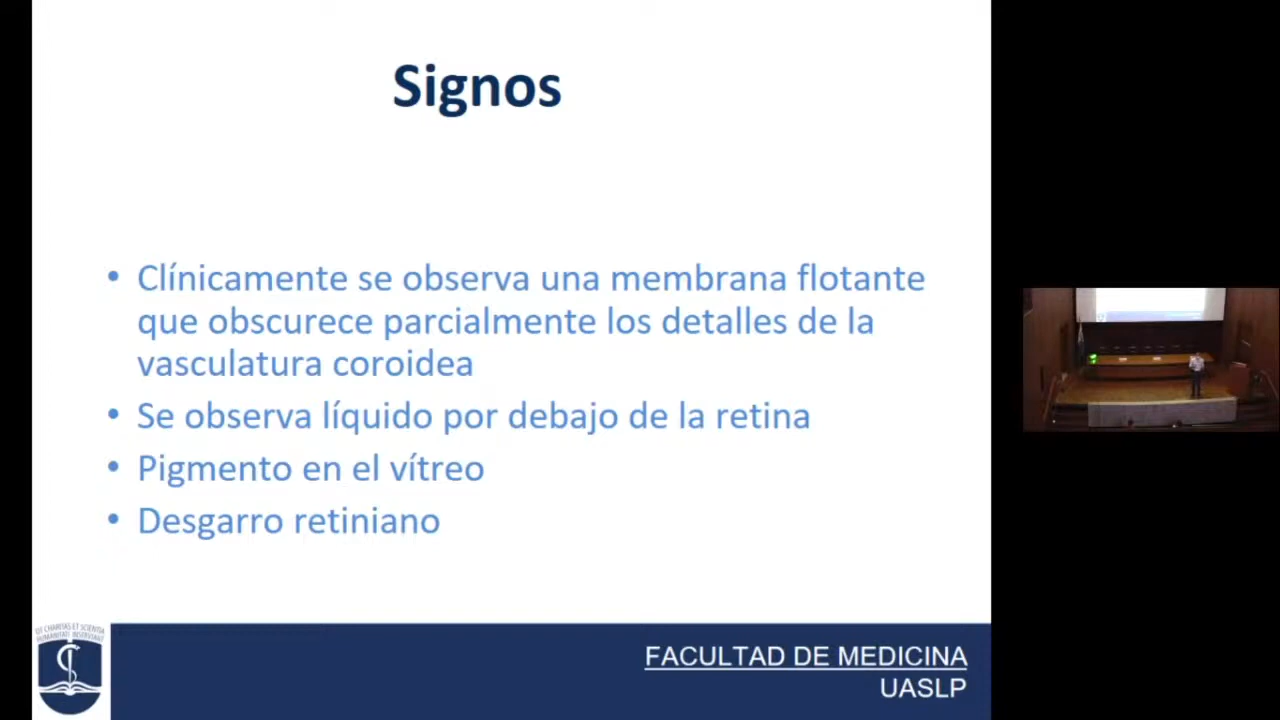 Signos
• Clínicamente se observa una membrana flotante
que obscurece parcialmente los detalles de la
vasculatura coroidea
• Se observa líquido por debajo de la retina
• Pigmento en el vítreo
• Desgarro retiniano
FACULTAD DE MEDICINA
UASLP